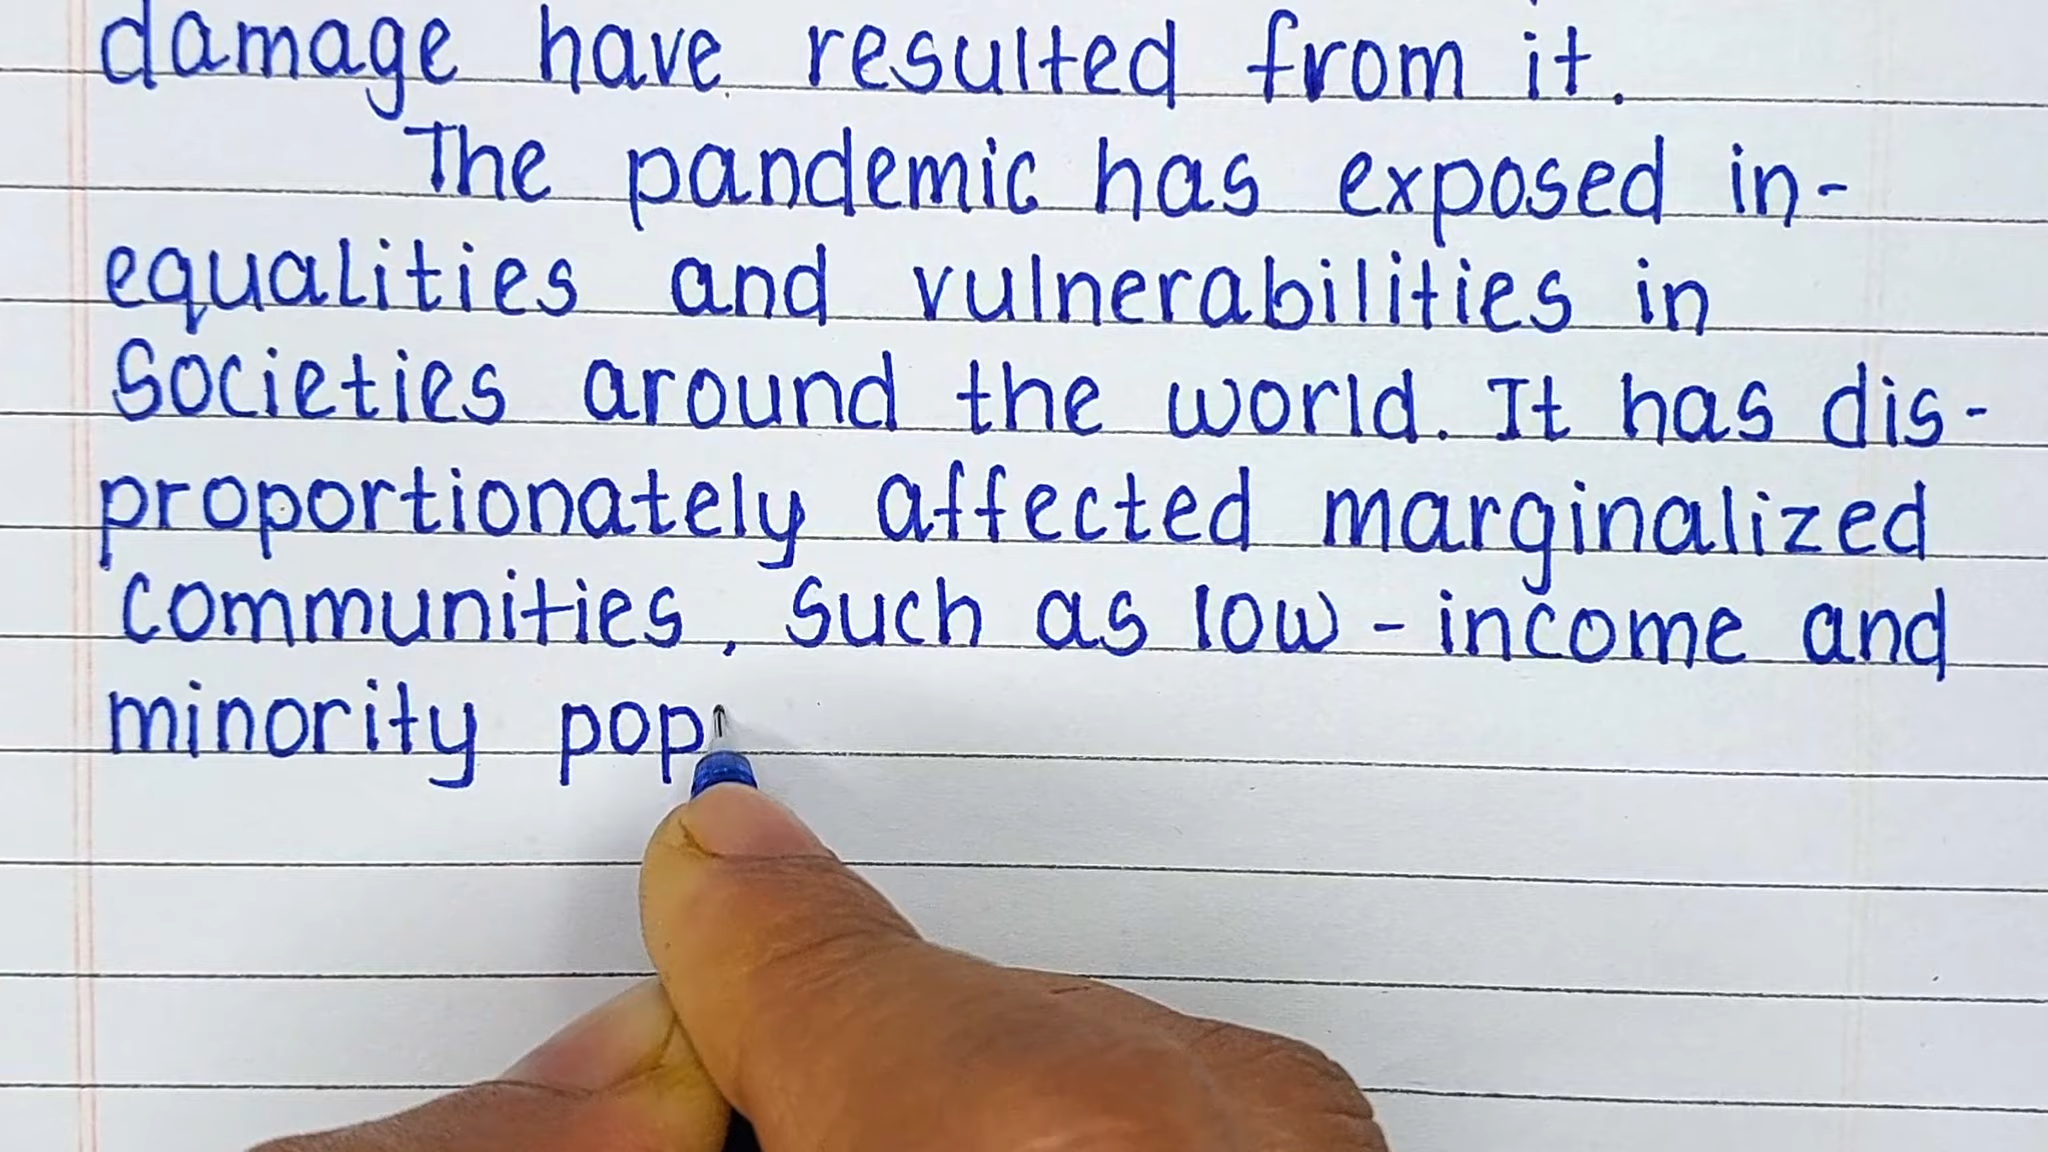 damage have resulted from it.
The pandemic has exposed in-
equalities and vulnerabilities in
Societies around the world. It has dis-
proportionately affected marginalized
communities, such as low-income and
minority pop